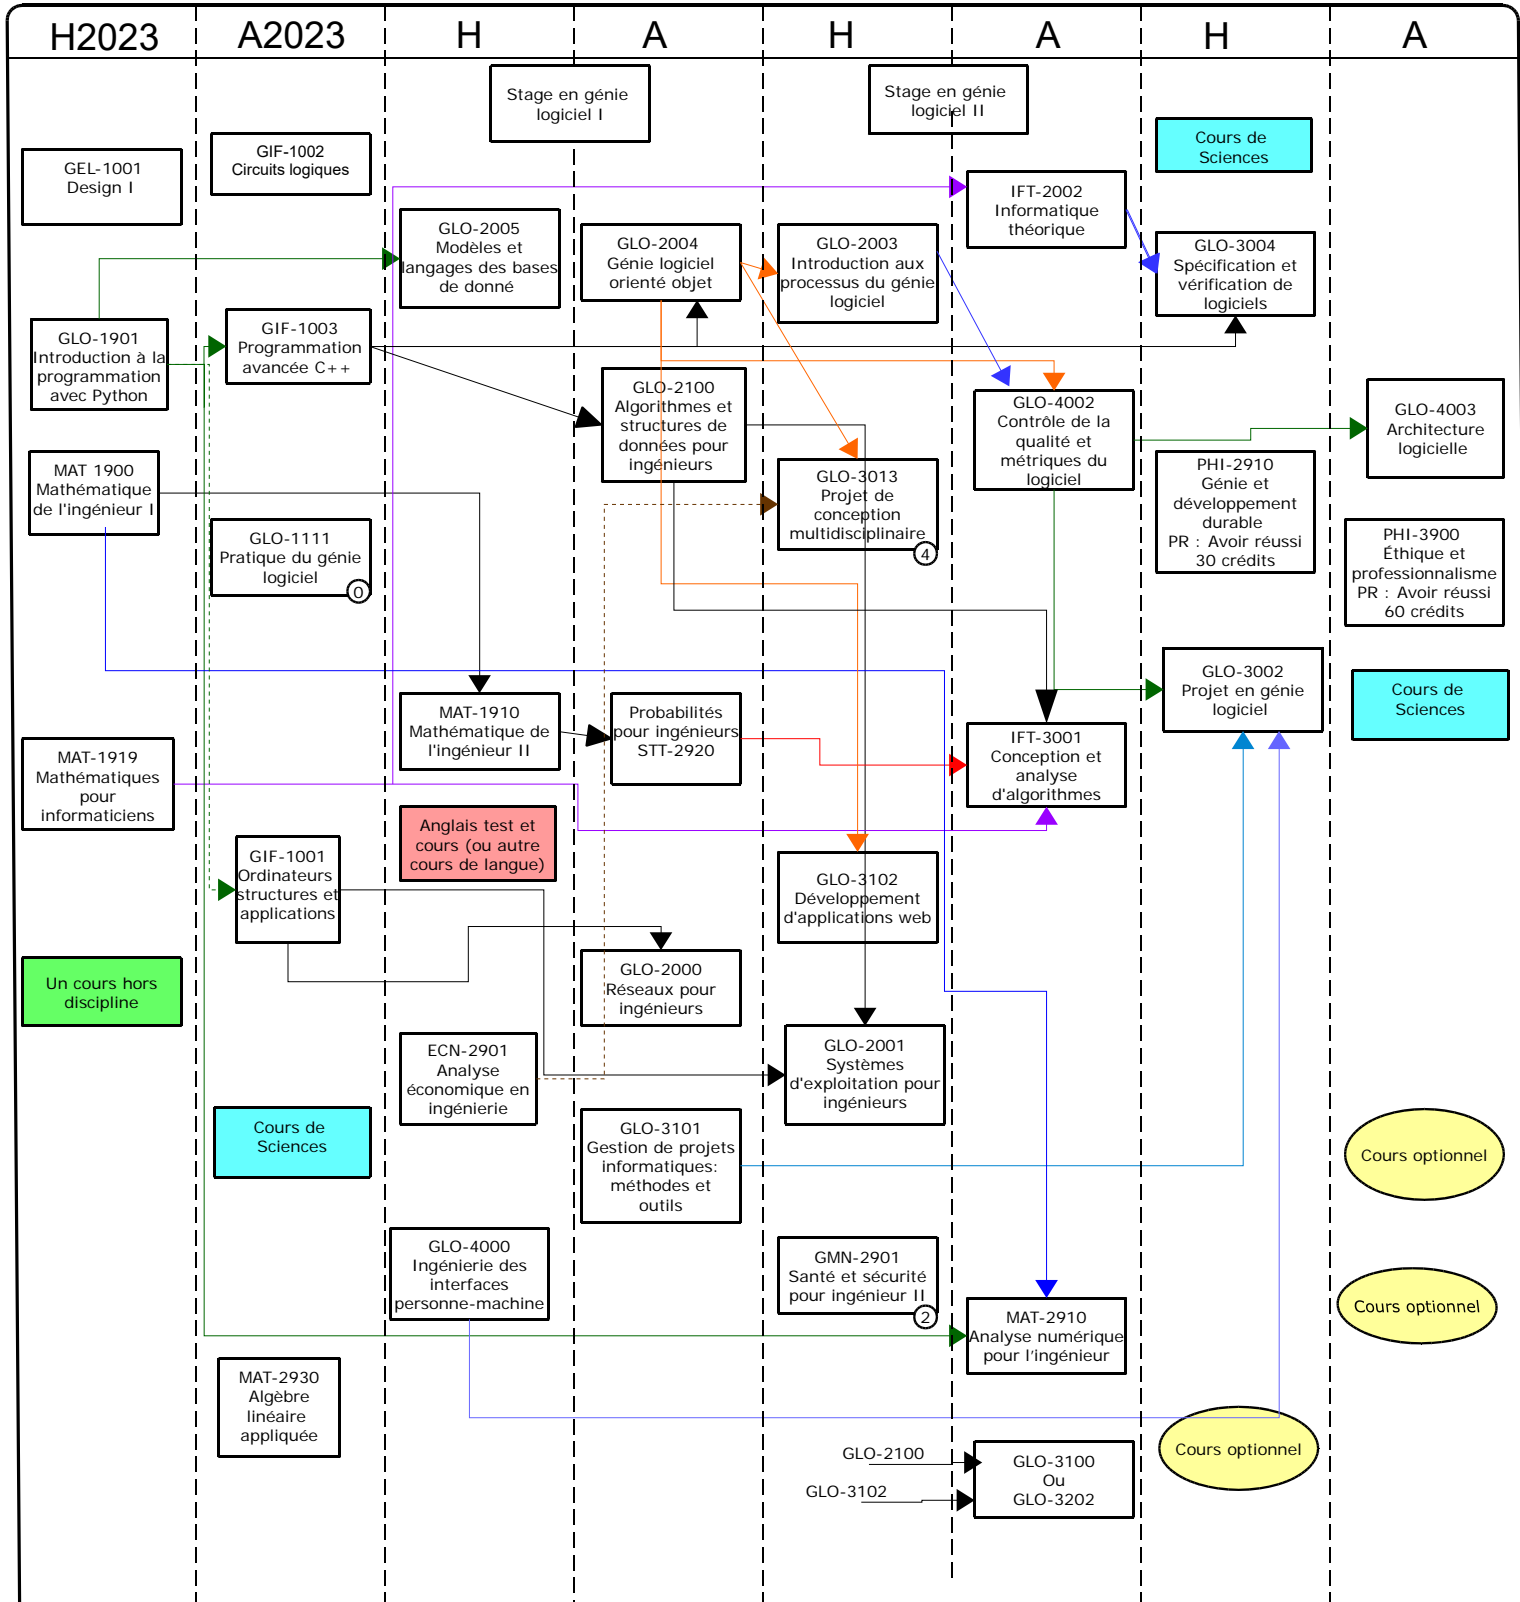 H2023
A2023
H
A
H
A
H
A
GEL-1001
Design I
GLO-1901
Introduction à la
programmation
avec Python
MAT 1900
Mathématique
de l'ingénieur I
MAT-1919
Mathématiques
pour
informaticiens
Un cours hors
discipline
GIF-1002
Circuits logiques
GIF-1003
Programmation
avancée C++
GLO-1111
Pratique du génie
logiciel
0
GIF-1001
Ordinateurs
structures et
applications
Cours de
Sciences
MAT-2930
Algèbre
linéaire
appliquée
Stage en génie
logiciel I
GLO-2005
Modèles et
langages des bases
de donné
MAT-1910
Mathématique de
l'ingénieur II
Anglais test et
cours (ou autre
cours de langue)
ECN-2901
Analyse
économique en
ingénierie
GLO-4000
Ingénierie des
interfaces
personne-machine
GLO-2004
Génie logiciel
orienté objet
GLO-2100
Algorithmes et
structures de
données pour
ingénieurs
Probabilités
pour ingénieurs
STT-2920
GLO-2000
Réseaux pour
ingénieurs
GLO-3101
Gestion de projets
informatiques:
méthodes et
outils
Stage en génie
logiciel II
GLO-2003
Introduction aux
processus du génie
logiciel
GLO-3013
Projet de
conception
multidisciplinaire
4
GLO-3102
Développement
d'applications web
GLO-2001
Systèmes
d'exploitation pour
ingénieurs
GMN-2901
Santé et sécurité
pour ingénieur II
2
GLO-2100
GLO-3102
IFT-2002
Informatique
théorique
GLO-4002
Contrôle de la
qualité et
métriques du
logiciel
IFT-3001
Conception et
analyse
d'algorithmes
MAT-2910
Analyse numérique
pour l'ingénieur
GLO-3100
Ou
GLO-3202
Cours de
Sciences
GLO-3004
Spécification et
vérification de
logiciels
PHI-2910
Génie et
développement
durable
PR : Avoir réussi
30 crédits
GLO-3002
Projet en génie
logiciel
Cours optionnel
GLO-4003
Architecture
logicielle
PHI-3900
Éthique et
professionnalisme
PR : Avoir réussi
60 crédits
Cours de
Sciences
Cours optionnel
Cours optionnel